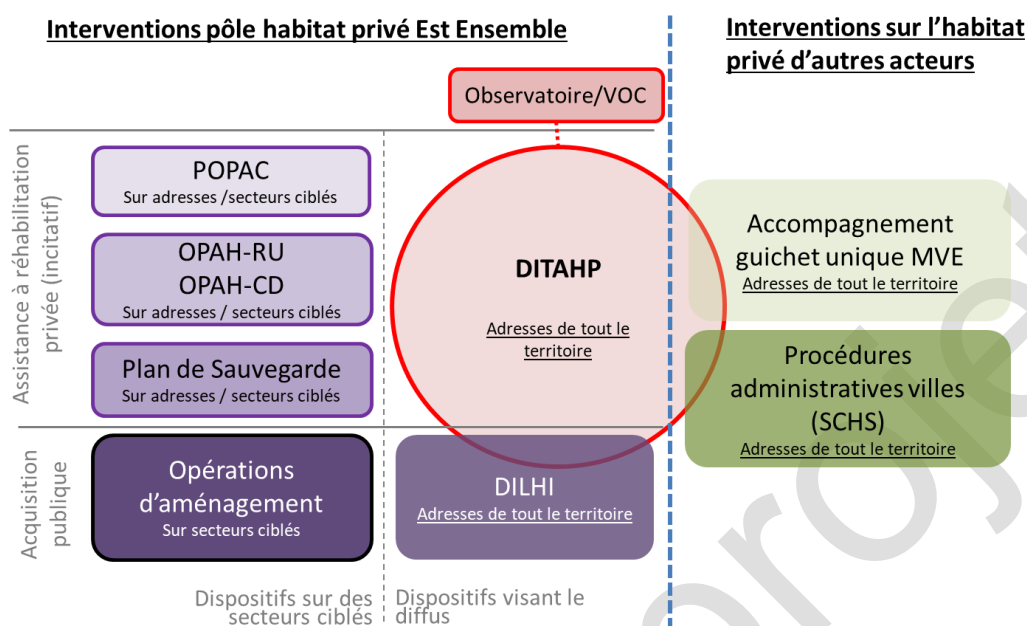 Interventions pôle habitat privé Est Ensemble
Interventions sur l'habitat
privé d'autres acteurs
Observatoire/VOC
Assistance à réhabilitation
privée (incitatif)
POPAC
Sur adresses /secteurs ciblés
OPAH-RU
OPAH-CD
Sur adresses / secteurs ciblés
Plan de Sauvegarde
Sur adresses / secteurs ciblés
DITAHP
Adresses de tout le
territoire
Accompagnement
guichet unique MVE
Adresses de tout le territoire
Procédures
administratives villes
(SCHS)
Adresses de tout le territoire
Acquisition
publique
Opérations
d'aménagement
Sur secteurs ciblés
DILHI
Adresses de tout le territoire
Dispositifs sur des
secteurs ciblés
Dispositifs visant le
diffus
projet